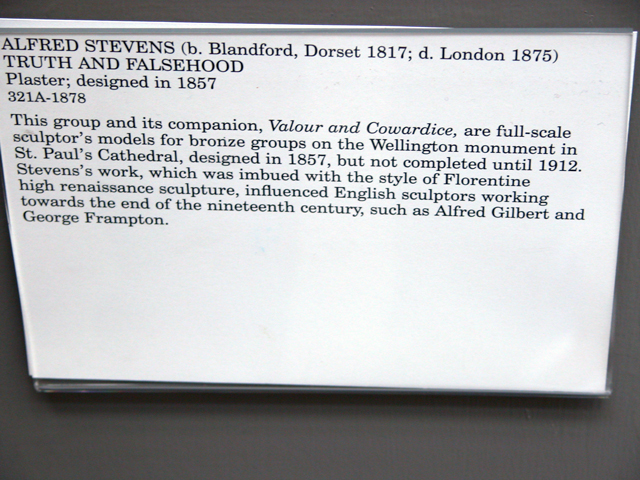 ALFRED STEVENS (b. Blandford, Dorset 1817; d. London 1875)
TRUTH AND FALSEHOOD
Plaster; designed in 1857
321A-1878
This group and its companion, Valour and Cowardice, are full-scale
sculptor's models for bronze groups on the Wellington monument in
St. Paul's Cathedral, designed in 1857, but not completed until 1912.
Stevens's work, which was imbued with the style of Florentine
high renaissance sculpture, influenced English sculptors working
towards the end of the nineteenth century, such as Alfred Gilbert and
George Frampton.